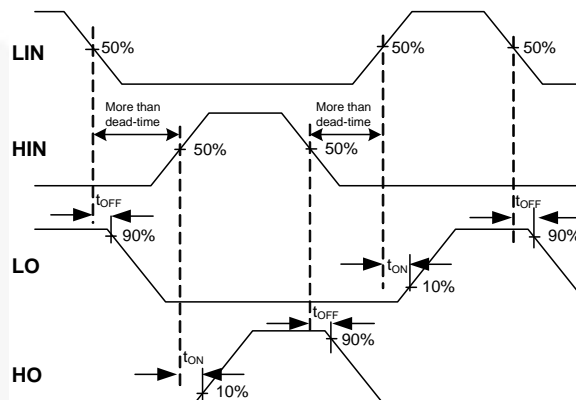 LIN
50%
50%
50%
More than
dead-time
More than
dead-time
HIN
50%
50%
tOFF
90%
tOFF
90%
LO
tON
10%
tOFF
90%
tON
HO
10%